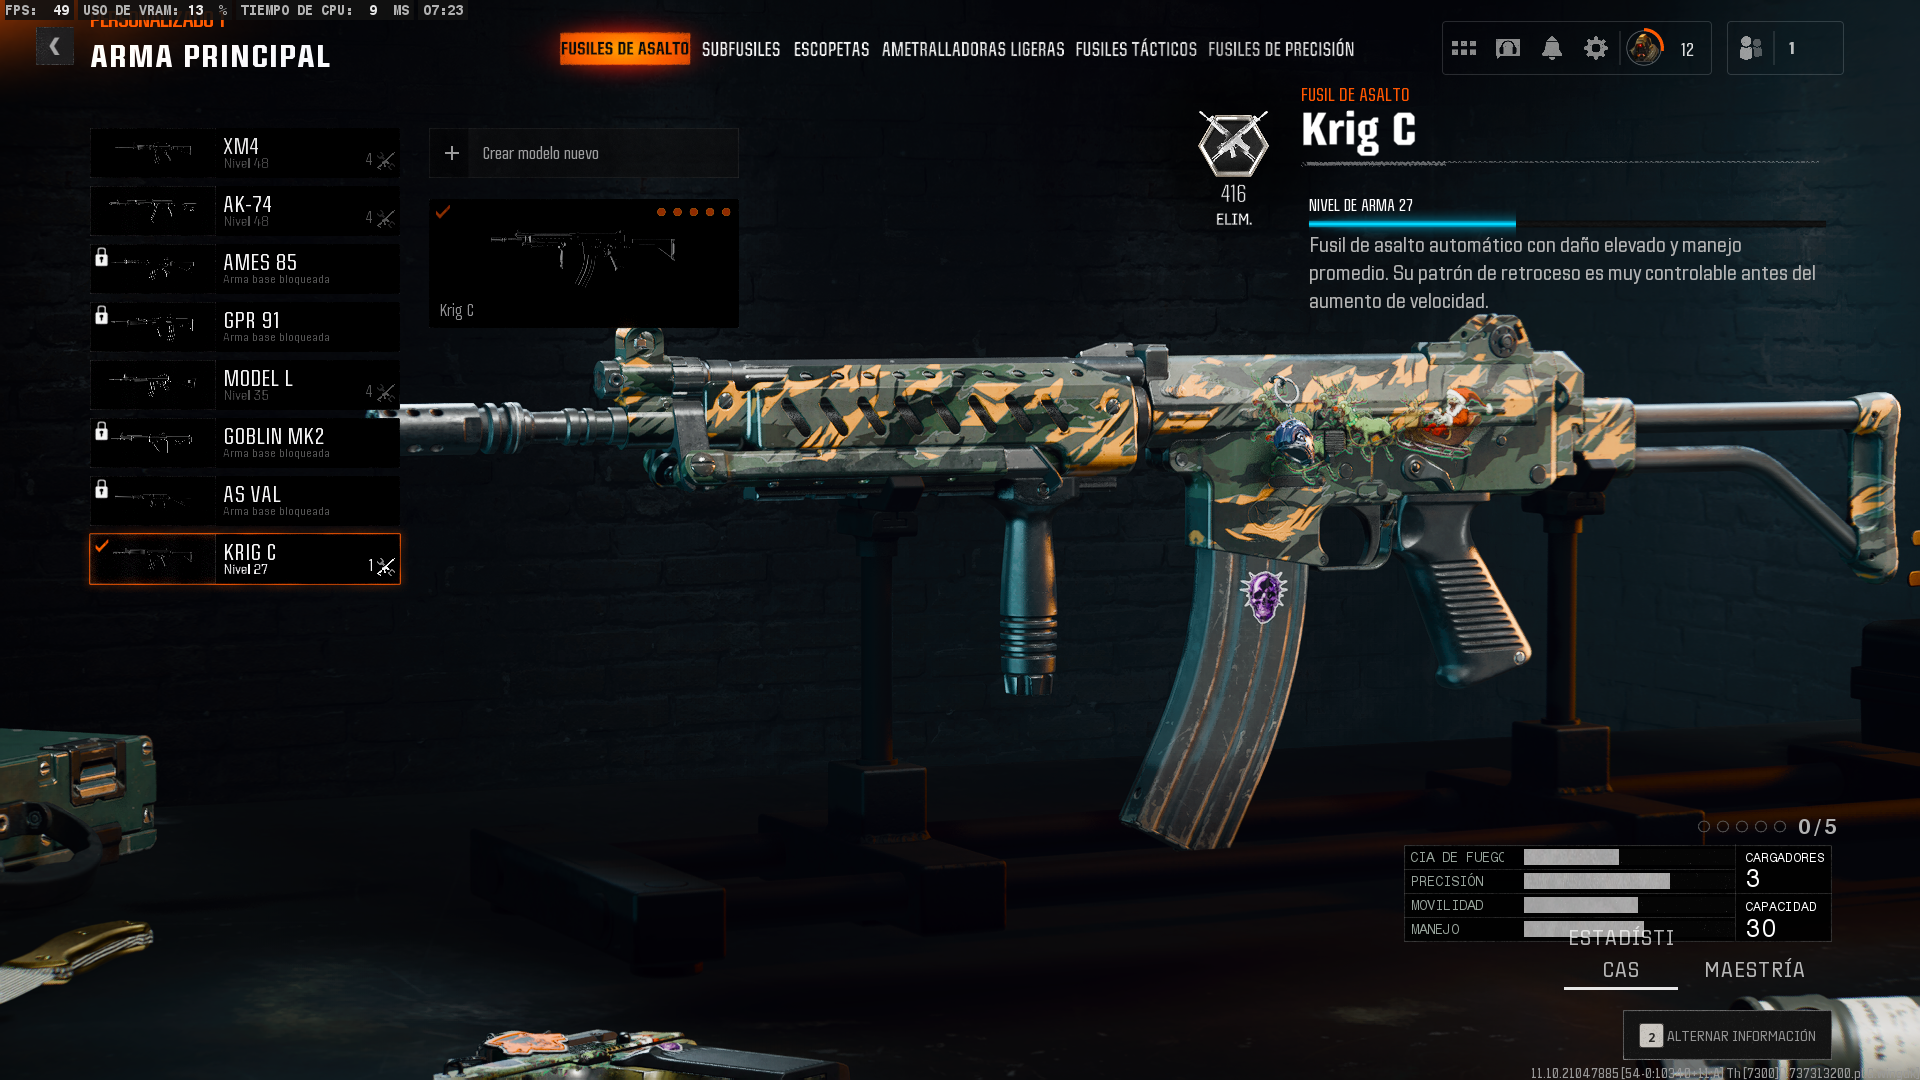 FPS: 49 USO DE VRAM: 13 % TIEMPO DE CPU: 9 MS 07:23
PERSONALIZADO 1
ARMA PRINCIPAL
FUSILES DE ASALTO SUBFUSILES ESCOPETAS AMETRALLADORAS LIGERAS FUSILES TÁCTICOS FUSILES DE PRECISIÓN
12
1
XM4
Nivel 48
4
AK-74
Nivel 48
4
AMES 85
Arma base bloqueada
GPR 91
Arma base bloqueada
MODEL L
Nivel 35
4
GOBLIN MK2
Arma base bloqueada
AS VAL
Arma base bloqueada
KRIG C
Nivel 27
1
Crear modelo nuevo
Krig C
416
ELIM.
FUSIL DE ASALTO
Krig C
NIVEL DE ARMA 27
Fusil de asalto automático con daño elevado y manejo
promedio. Su patrón de retroceso es muy controlable antes del
aumento de velocidad.
0/5
CIA DE FUEGO
PRECISIÓN
MOVILIDAD
MANEJO
CARGADORES
3
CAPACIDAD
30
ESTADÍSTI
CAS
MAESTRÍA
2 ALTERNAR INFORMACIÓN